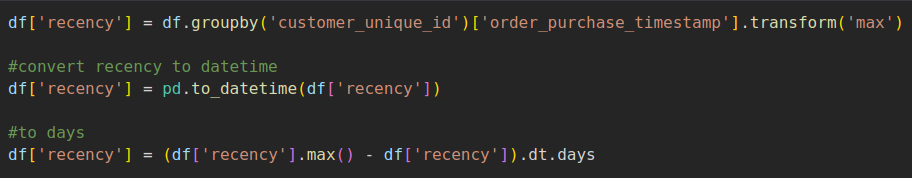 df['recency'] = df.groupby('customer_unique_id')['order_purchase_timestamp'].transform('max')
#convert recency to datetime
df['recency'] = pd.to_datetime(df['recency'])
#to days
df['recency'] = (df['recency'].max() - df['recency']).dt.days